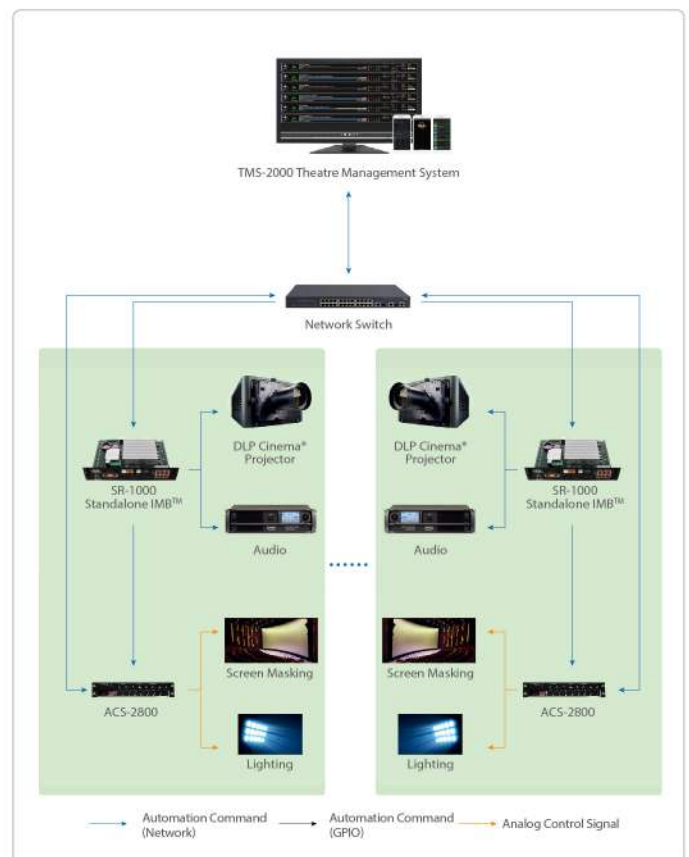 TMS-2000 Theatre Management System
Network Switch
DLP Cinema®
Projector
SR-1000
Standalone IMB™
Audio
Screen Masking
ACS-2800
Lighting
DLP Cinema®
Projector
SR-1000
Standalone IMB™
Audio
Screen Masking
ACS-2800
Lighting
Automation Command
(Network)
Automation Command
(GPIO)
Analog Control Signal